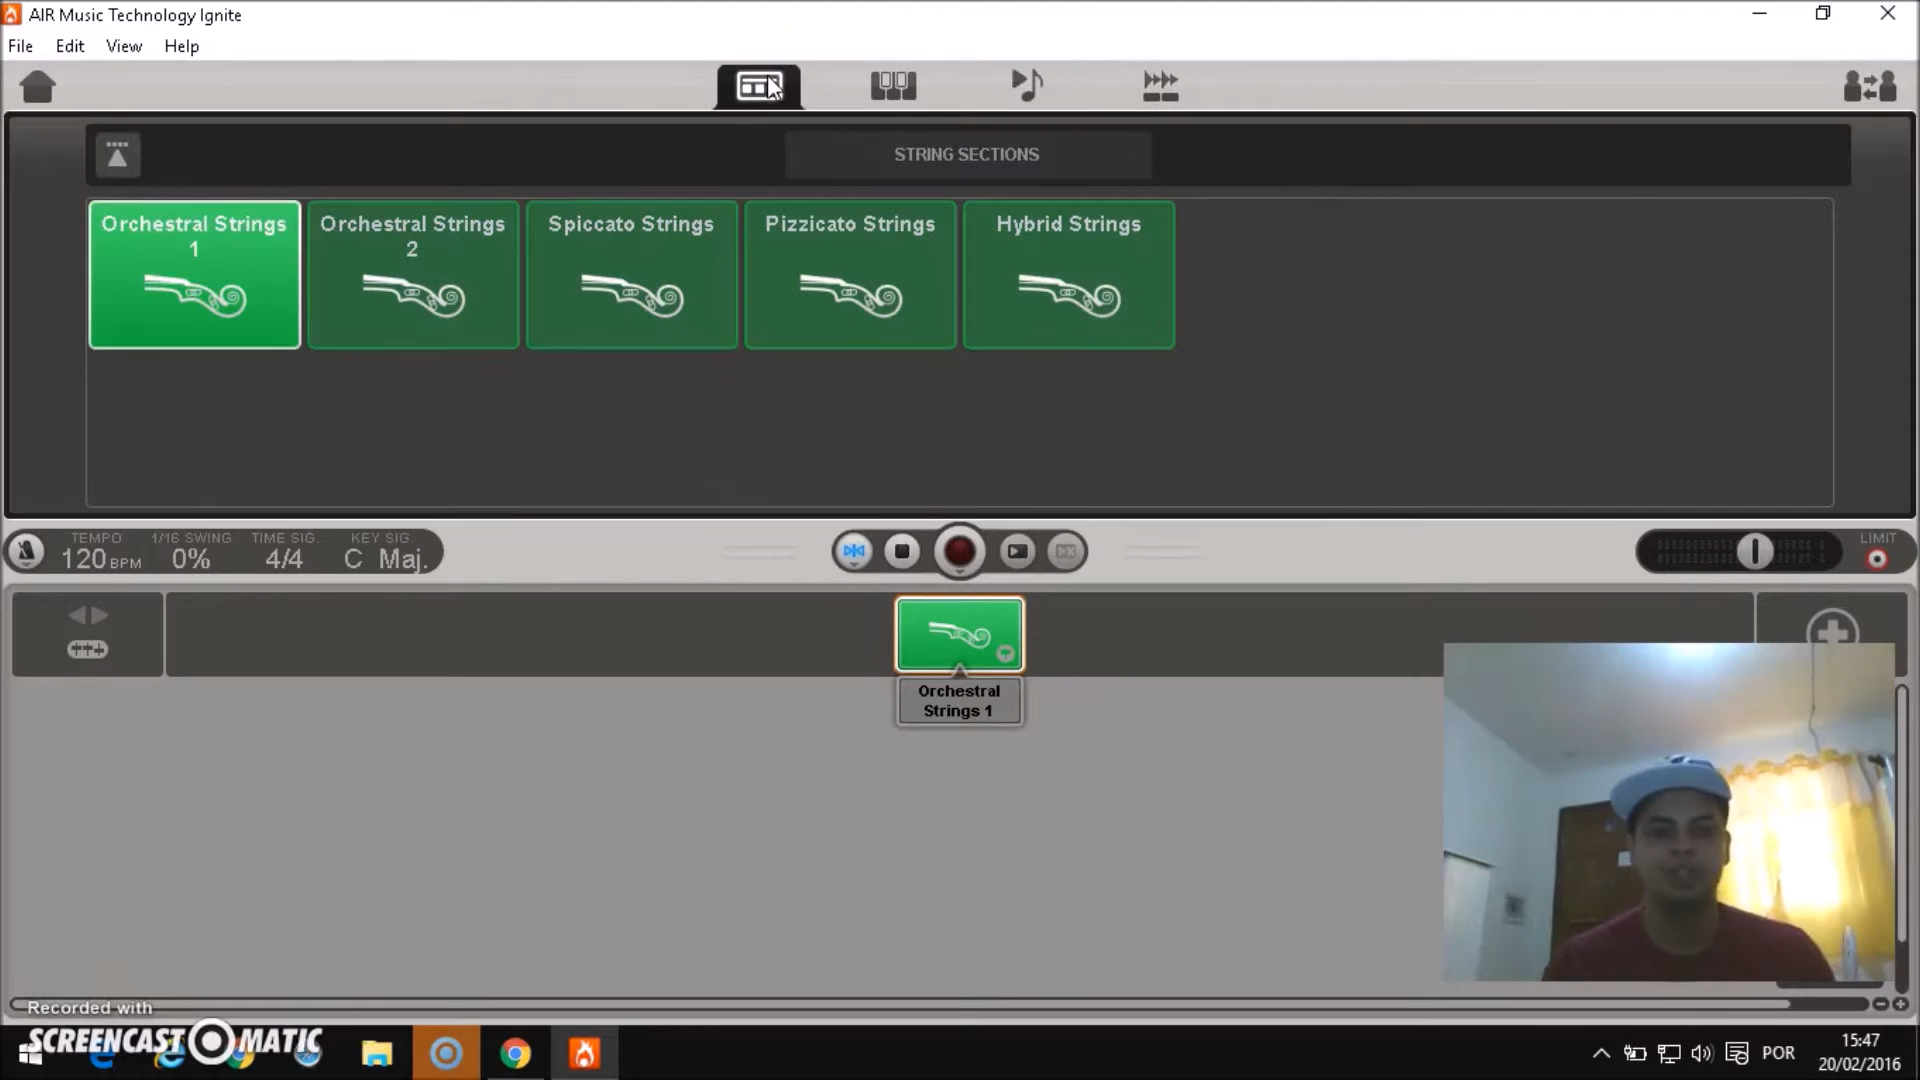 AIR Music Technology Ignite
File Edit View Help
STRING SECTIONS
Orchestral Strings
1
Orchestral Strings
2
Spiccato Strings
Pizzicato Strings
Hybrid Strings
TEMPO
120 BPM
1/16 SWING
0%
TIME SIG.
4/4
KEY SIG.
C Maj.
LIMIT
Orchestral
Strings 1
Recorded with
SCREENCAST MATIC
POR
15:47
20/02/2016